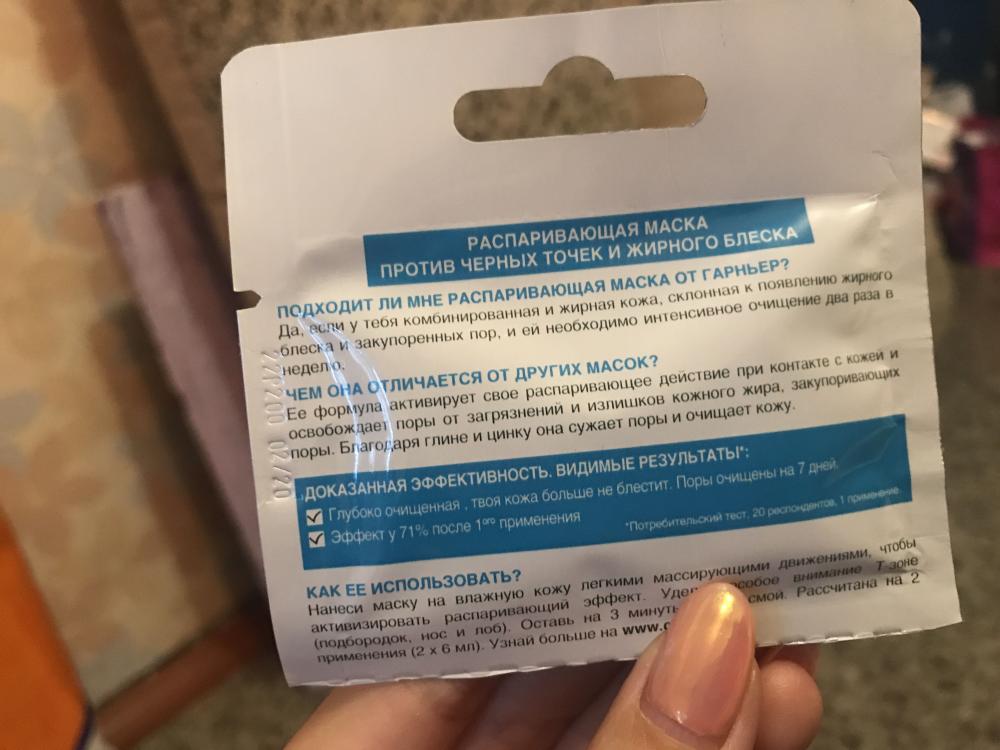 РАСПАРИВАЮЩАЯ МАСКА
ПРОТИВ ЧЕРНЫХ ТОЧЕК И ЖИРНОГО БЛЕСКА
ПОДХОДИТ ЛИ МНЕ РАСПАРИВАЮЩАЯ МАСКА ОТ ГАРНЬЕР?
Да, если у тебя комбинированная и жирная кожа, склонная к появлению жирного
блеска и закупоренных пор, и ей необходимо интенсивное очищение два раза в
неделю.
ЧЕМ ОНА ОТЛИЧАЕТСЯ ОТ ДРУГИХ МАСОК?
Ее формула активирует свое распаривающее действие при контакте с кожей и
освобождает поры от загрязнений и излишков кожного жира, закупоривающих
поры. Благодаря глине и цинку она сужает поры и очищает кожу.
ДОКАЗАННАЯ ЭФФЕКТИВНОСТЬ. ВИДИМЫЕ РЕЗУЛЬТАТЫ*:
Глубоко очищенная , твоя кожа больше не блестит. Поры очищены на 7 дней.
Эффект у 71% после 1ого применения
*Потребительский тест, 20 респондентов, 1 применение.
КАК ЕЕ ИСПОЛЬЗОВАТЬ?
Нанеси маску на влажную кожу легкими массирующими движениями, чтобы
активизировать распаривающий эффект. особое внимание Т зоне
(подбородок, нос и лоб). Оставь на 3 минуты смой. Рассчитана на 2
применения (2 х 6 мл). Узнай больше на www.
02/20